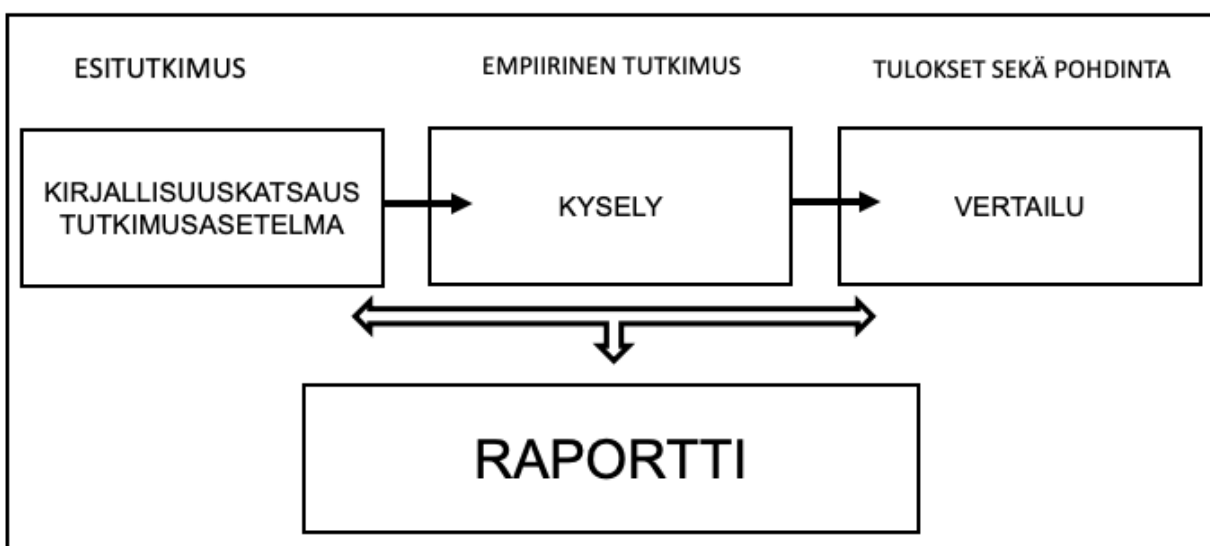 ESITUTKIMUS
EMPIIRINEN TUTKIMUS
TULOKSET SEKÄ POHDINTA
KIRJALLISUUSKATSAUS
TUTKIMUSASETELMA
KYSELY
VERTAILU
RAPORTTI